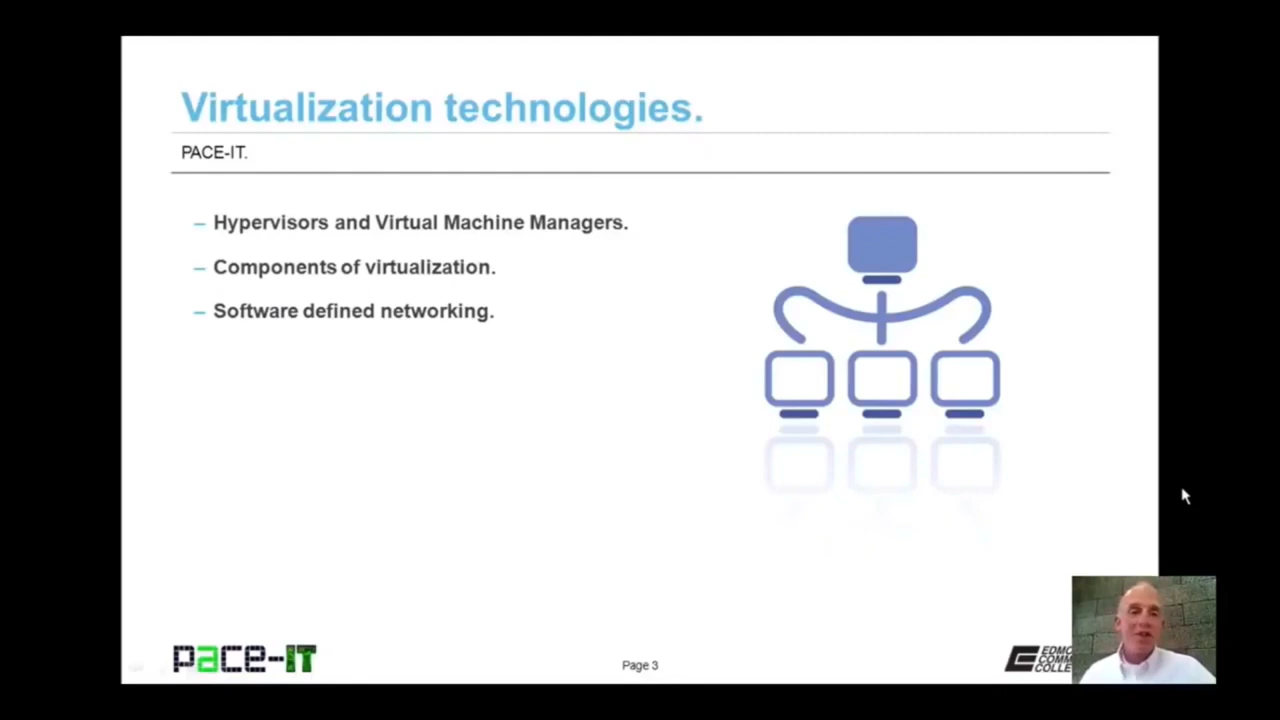 Virtualization technologies.
PACE-IT.
– Hypervisors and Virtual Machine Managers.
– Components of virtualization.
– Software defined networking.
pace-IT
Page 3